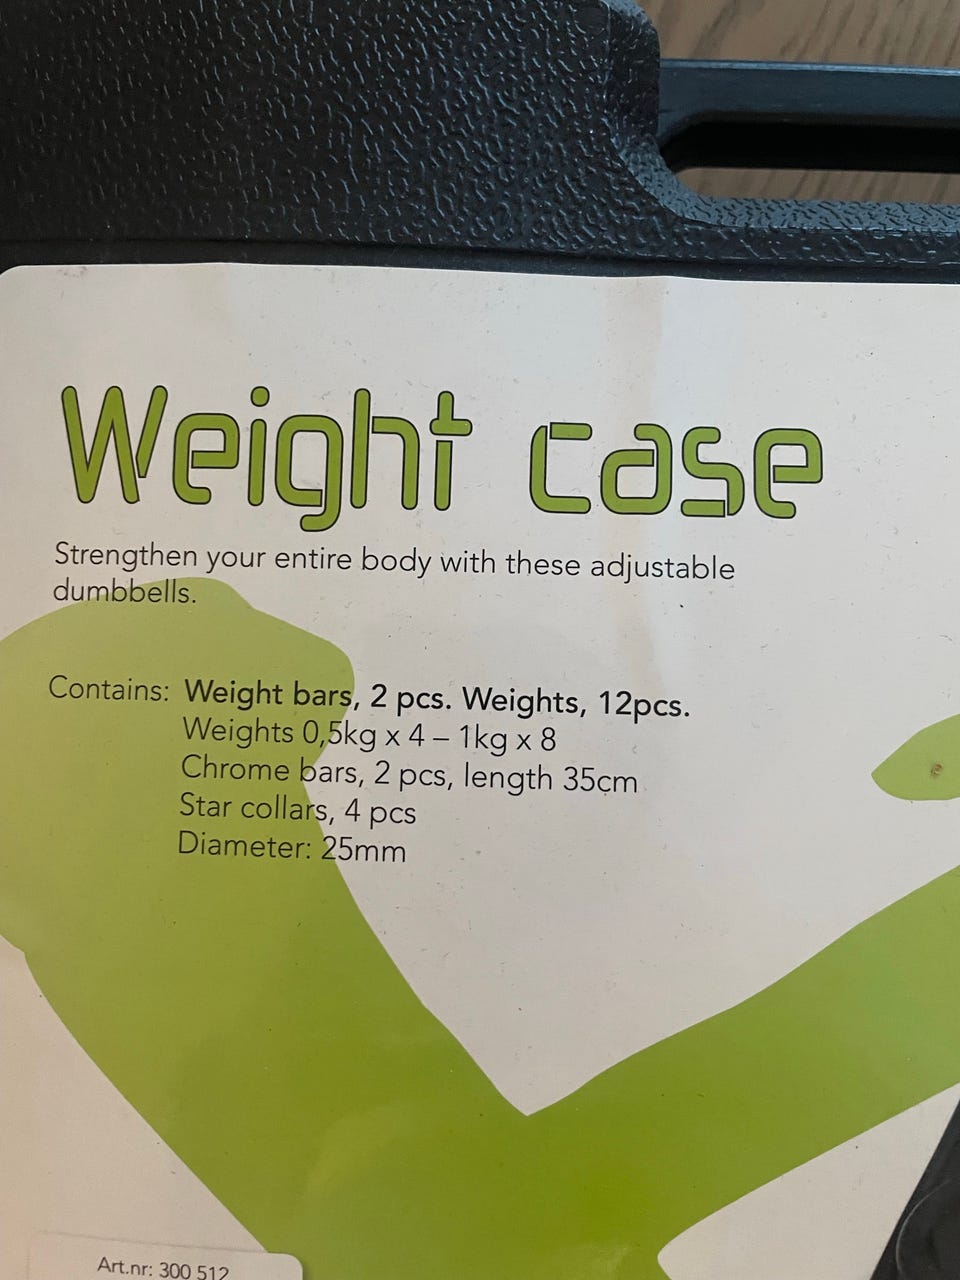 Weight case
Strengthen your entire body with these adjustable
dumbbells.
Contains: Weight bars, 2 pcs. Weights, 12pcs.
Weights 0,5kg x 4 – 1kg x 8
Chrome bars, 2 pcs, length 35cm
Star collars, 4 pcs
Diameter: 25mm
Art.nr: 300 512